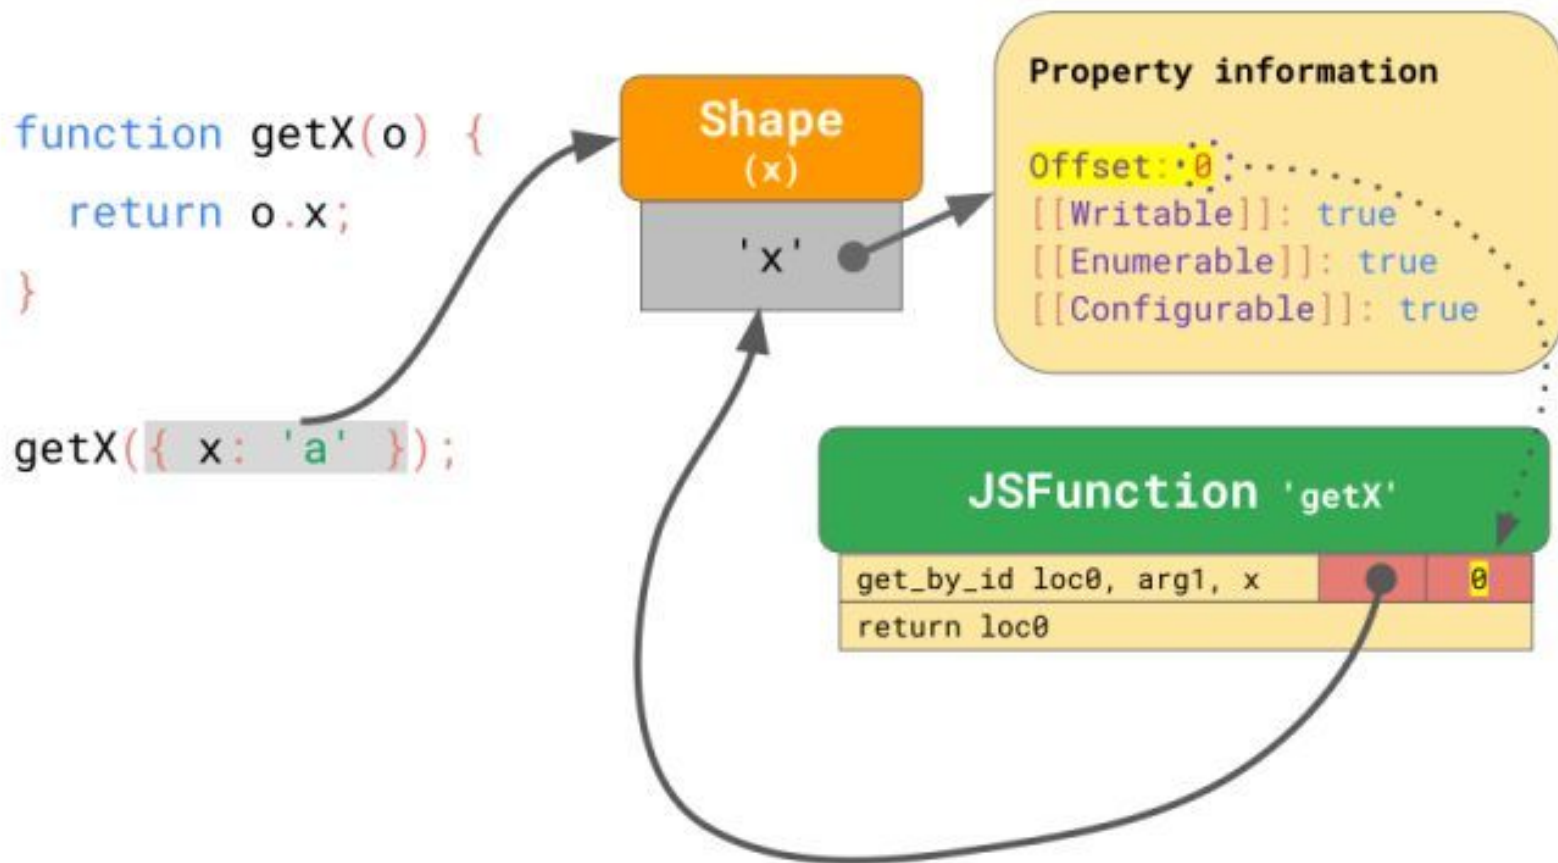 function getX(o) {
return o.x;
}
getX({ x: 'a' });
Shape
(x)
'x'
Property information
Offset: 0
[[Writable]]: true
[[Enumerable]]: true
[[Configurable]]: true
JSFunction 'getX'
get_by_id loc0, arg1, x
0
return loc0